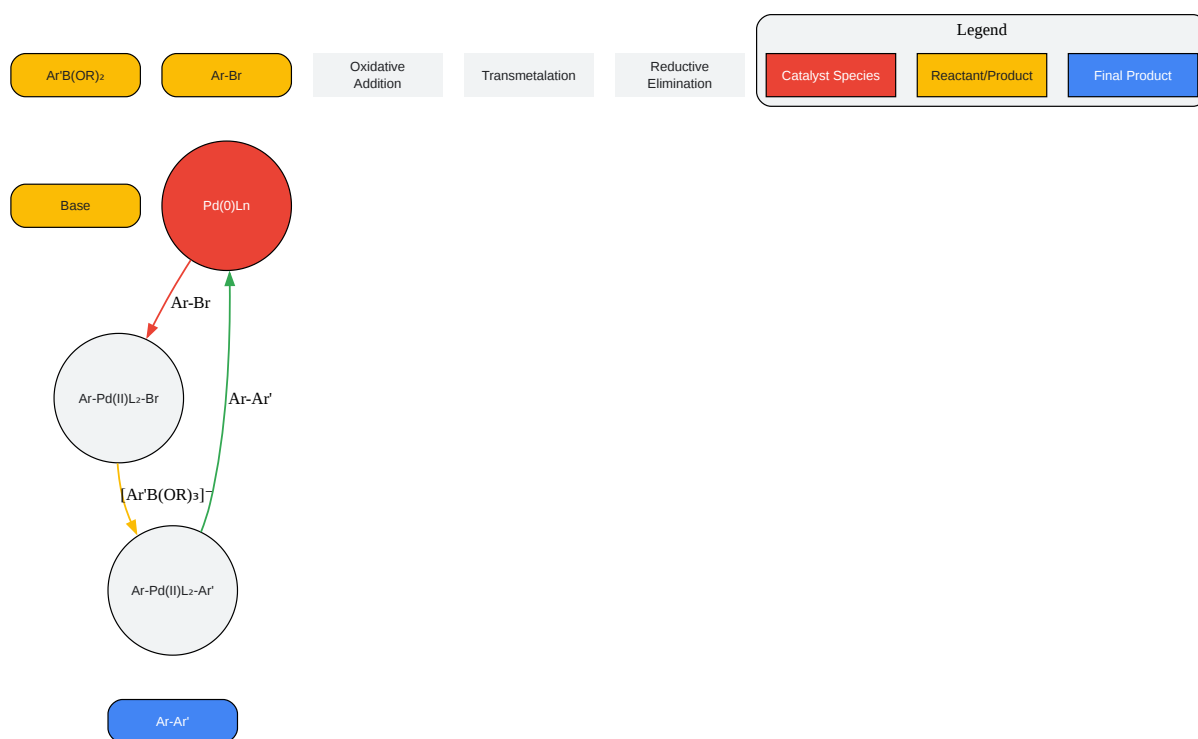 Legend
Ar'B(OR)₂
Ar-Br
Oxidative
Addition
Transmetalation
Reductive
Elimination
Catalyst Species
Reactant/Product
Final Product
Base
Pd(0)Ln
Ar-Br
Ar-Pd(II)L₂-Br
Ar-Ar'
[Ar'B(OR)₃]⁻
Ar-Pd(II)L₂-Ar'
Ar-Ar'